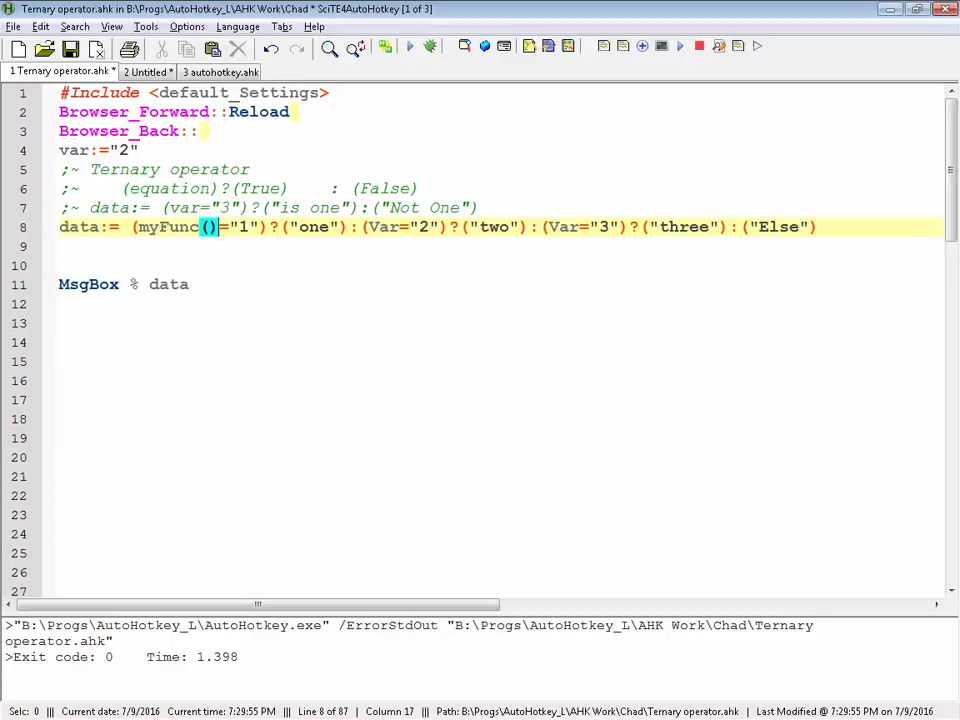 Ternary operator.ahk in B:\Progs\AutoHotkey_L\AHK Work\Chad * SciTE4AutoHotkey [1 of 3]
File Edit Search View Tools Options Language Tabs Help
1 Ternary operator.ahk * 2 Untitled * 3 autohotkey.ahk
1 #Include <default_Settings>
2 Browser_Forward::Reload
3 Browser_Back::
4 var:="2"
5 ;~ Ternary operator
6 ;~ (equation)?(True) : (False)
7 ;~ data:= (var="3")?("is one"):("Not One")
8 data:= (myFunc()="1")?("one"):(Var="2")?("two"):(Var="3")?("three"):("Else")
9
10
11 MsgBox % data
12
13
14
15
16
17
18
19
20
21
22
23
24
25
26
27
>"B:\Progs\AutoHotkey_L\AutoHotkey.exe" /ErrorStdOut "B:\Progs\AutoHotkey_L\AHK Work\Chad\Ternary
operator.ahk"
>Exit code: 0 Time: 1.398
Selc: 0 ||| Current date: 7/9/2016 Current time: 7:29:55 PM ||| Line 8 of 87 ||| Column 17 ||| Path: B:\Progs\AutoHotkey_L\AHK Work\Chad\Ternary operator.ahk ||| Last Modified @ 7:29:55 PM 7/9/2016